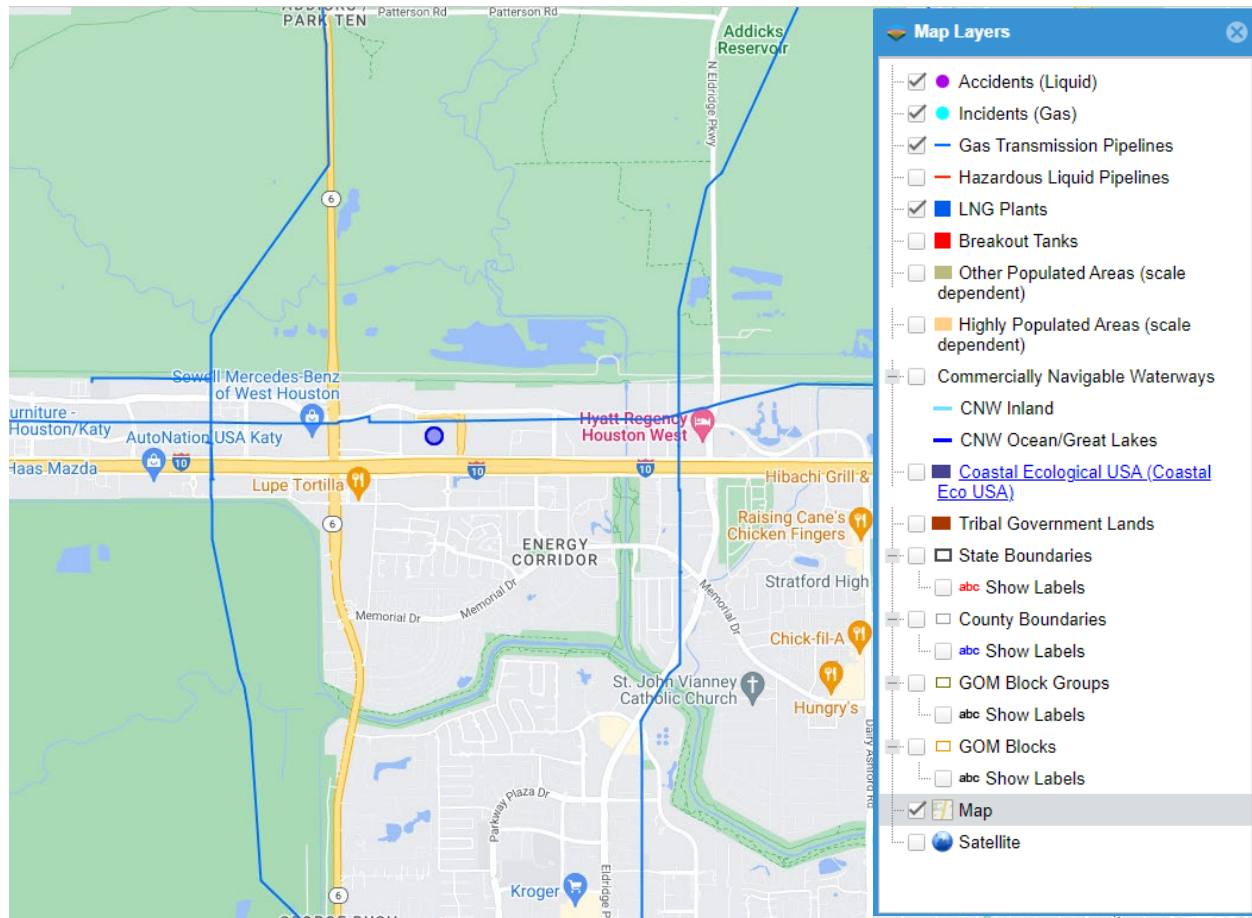 ADDICKS /
PARK TEN
Patterson Rd
Patterson Rd
Addicks
Reservoir
N Eldridge Pkwy
6
Sewell Mercedes-Benz
of West Houston
urniture -
Houston/Katy
AutoNation USA Katy
Hyatt Regency
Houston West
Haas Mazda
10
10
10
Lupe Tortilla
Hibachi Grill &
6
Raising Cane's
Chicken Fingers
ENERGY
CORRIDOR
Stratford High
Memorial Dr
Memorial Dr
Memorial Dr
Chick-fil-A
St. John Vianney
Catholic Church
Hungry's
Dairy Ashford Rd
Parkway Plaza Dr
Eldridge P
Kroger
6
GEORGE BUSH
Map Layers
Accidents (Liquid)
Incidents (Gas)
Gas Transmission Pipelines
Hazardous Liquid Pipelines
LNG Plants
Breakout Tanks
Other Populated Areas (scale
dependent)
Highly Populated Areas (scale
dependent)
Commercially Navigable Waterways
CNW Inland
CNW Ocean/Great Lakes
Coastal Ecological USA (Coastal
Eco USA)
Tribal Government Lands
State Boundaries
abc Show Labels
County Boundaries
abc Show Labels
GOM Block Groups
abc Show Labels
GOM Blocks
abc Show Labels
Map
Satellite